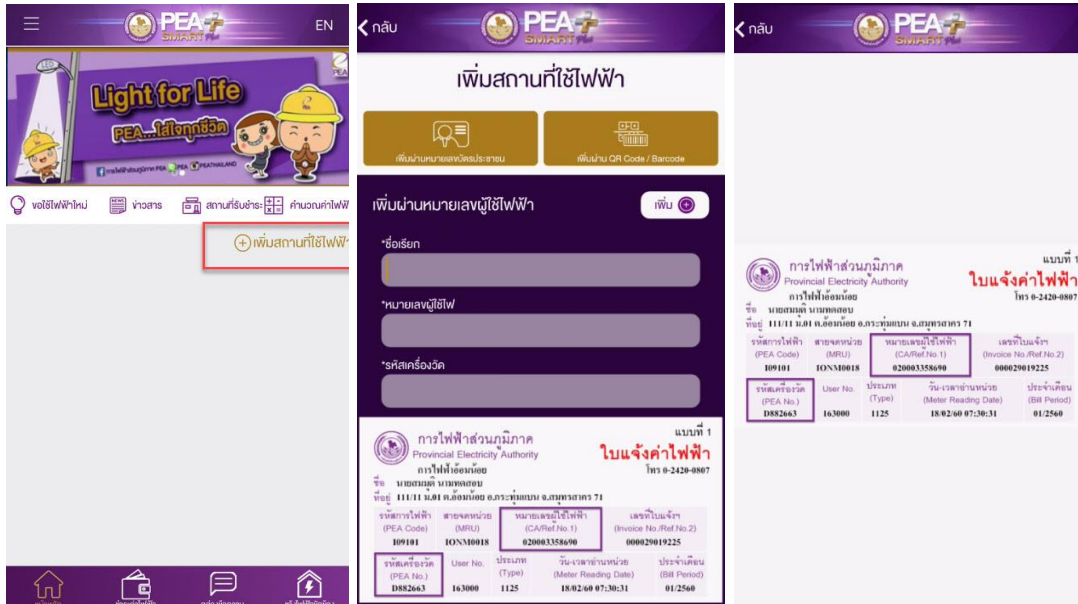 PEA
SMART Plus
EN
LED
PEA
Light for Life
PEA...ใส่ใจทุกชีวิต
การไฟฟ้าส่วนภูมิภาค PEA PEA PEATHAILAND
ขอใช้ไฟฟ้าใหม่
ข่าวสาร
สถานที่รับชำระ
คำนวณค่าไฟฟ้
เพิ่มสถานที่ใช้ไฟฟ้า
กลับ
PEA
SMART Plus
เพิ่มสถานที่ใช้ไฟฟ้า
เพิ่มผ่านหมายเลขบัตรประชาชน
เพิ่มผ่าน QR Code / Barcode
เพิ่มผ่านหมายเลขผู้ใช้ไฟฟ้า
เพิ่ม
*ชื่อเรียก
*หมายเลขผู้ใช้ไฟ
*รหัสเครื่องวัด
แบบที่ 1
การไฟฟ้าส่วนภูมิภาค
Provincial Electricity Authority
ใบแจ้งค่าไฟฟ้า
การไฟฟ้าอ้อมน้อย
โทร 0-2420-0807
ชื่อ นายสมมุติ นามทดสอบ
ที่อยู่ 111/11 ม.01 ต.อ้อมน้อย อ.กระทุ่มแบน จ.สมุทรสาคร 71
รหัสการไฟฟ้า สายจดหน่วย หมายเลขผู้ใช้ไฟฟ้า เลขที่ใบแจ้งฯ
(PEA Code) (MRU) (CA/Ref.No.1) (Invoice No./Ref.No.2)
I09101 IONM0018 020003358690 000029019225
รหัสเครื่องวัด User No. ประเภท วัน-เวลาอ่านหน่วย ประจำเดือน
(PEA No.) (Type) (Meter Reading Date) (Bill Period)
D882663 163000 1125 18/02/60 07:30:31 01/2560
กลับ
PEA
SMART Plus
แบบที่ 1
การไฟฟ้าส่วนภูมิภาค
Provincial Electricity Authority
ใบแจ้งค่าไฟฟ้า
การไฟฟ้าอ้อมน้อย
โทร 0-2420-0807
ชื่อ นายสมมุติ นามทดสอบ
ที่อยู่ 111/11 ม.01 ต.อ้อมน้อย อ.กระทุ่มแบน จ.สมุทรสาคร 71
รหัสการไฟฟ้า สายจดหน่วย หมายเลขผู้ใช้ไฟฟ้า เลขที่ใบแจ้งฯ
(PEA Code) (MRU) (CA/Ref.No.1) (Invoice No./Ref.No.2)
I09101 IONM0018 020003358690 000029019225
รหัสเครื่องวัด User No. ประเภท วัน-เวลาอ่านหน่วย ประจำเดือน
(PEA No.) (Type) (Meter Reading Date) (Bill Period)
D882663 163000 1125 18/02/60 07:30:31 01/2560